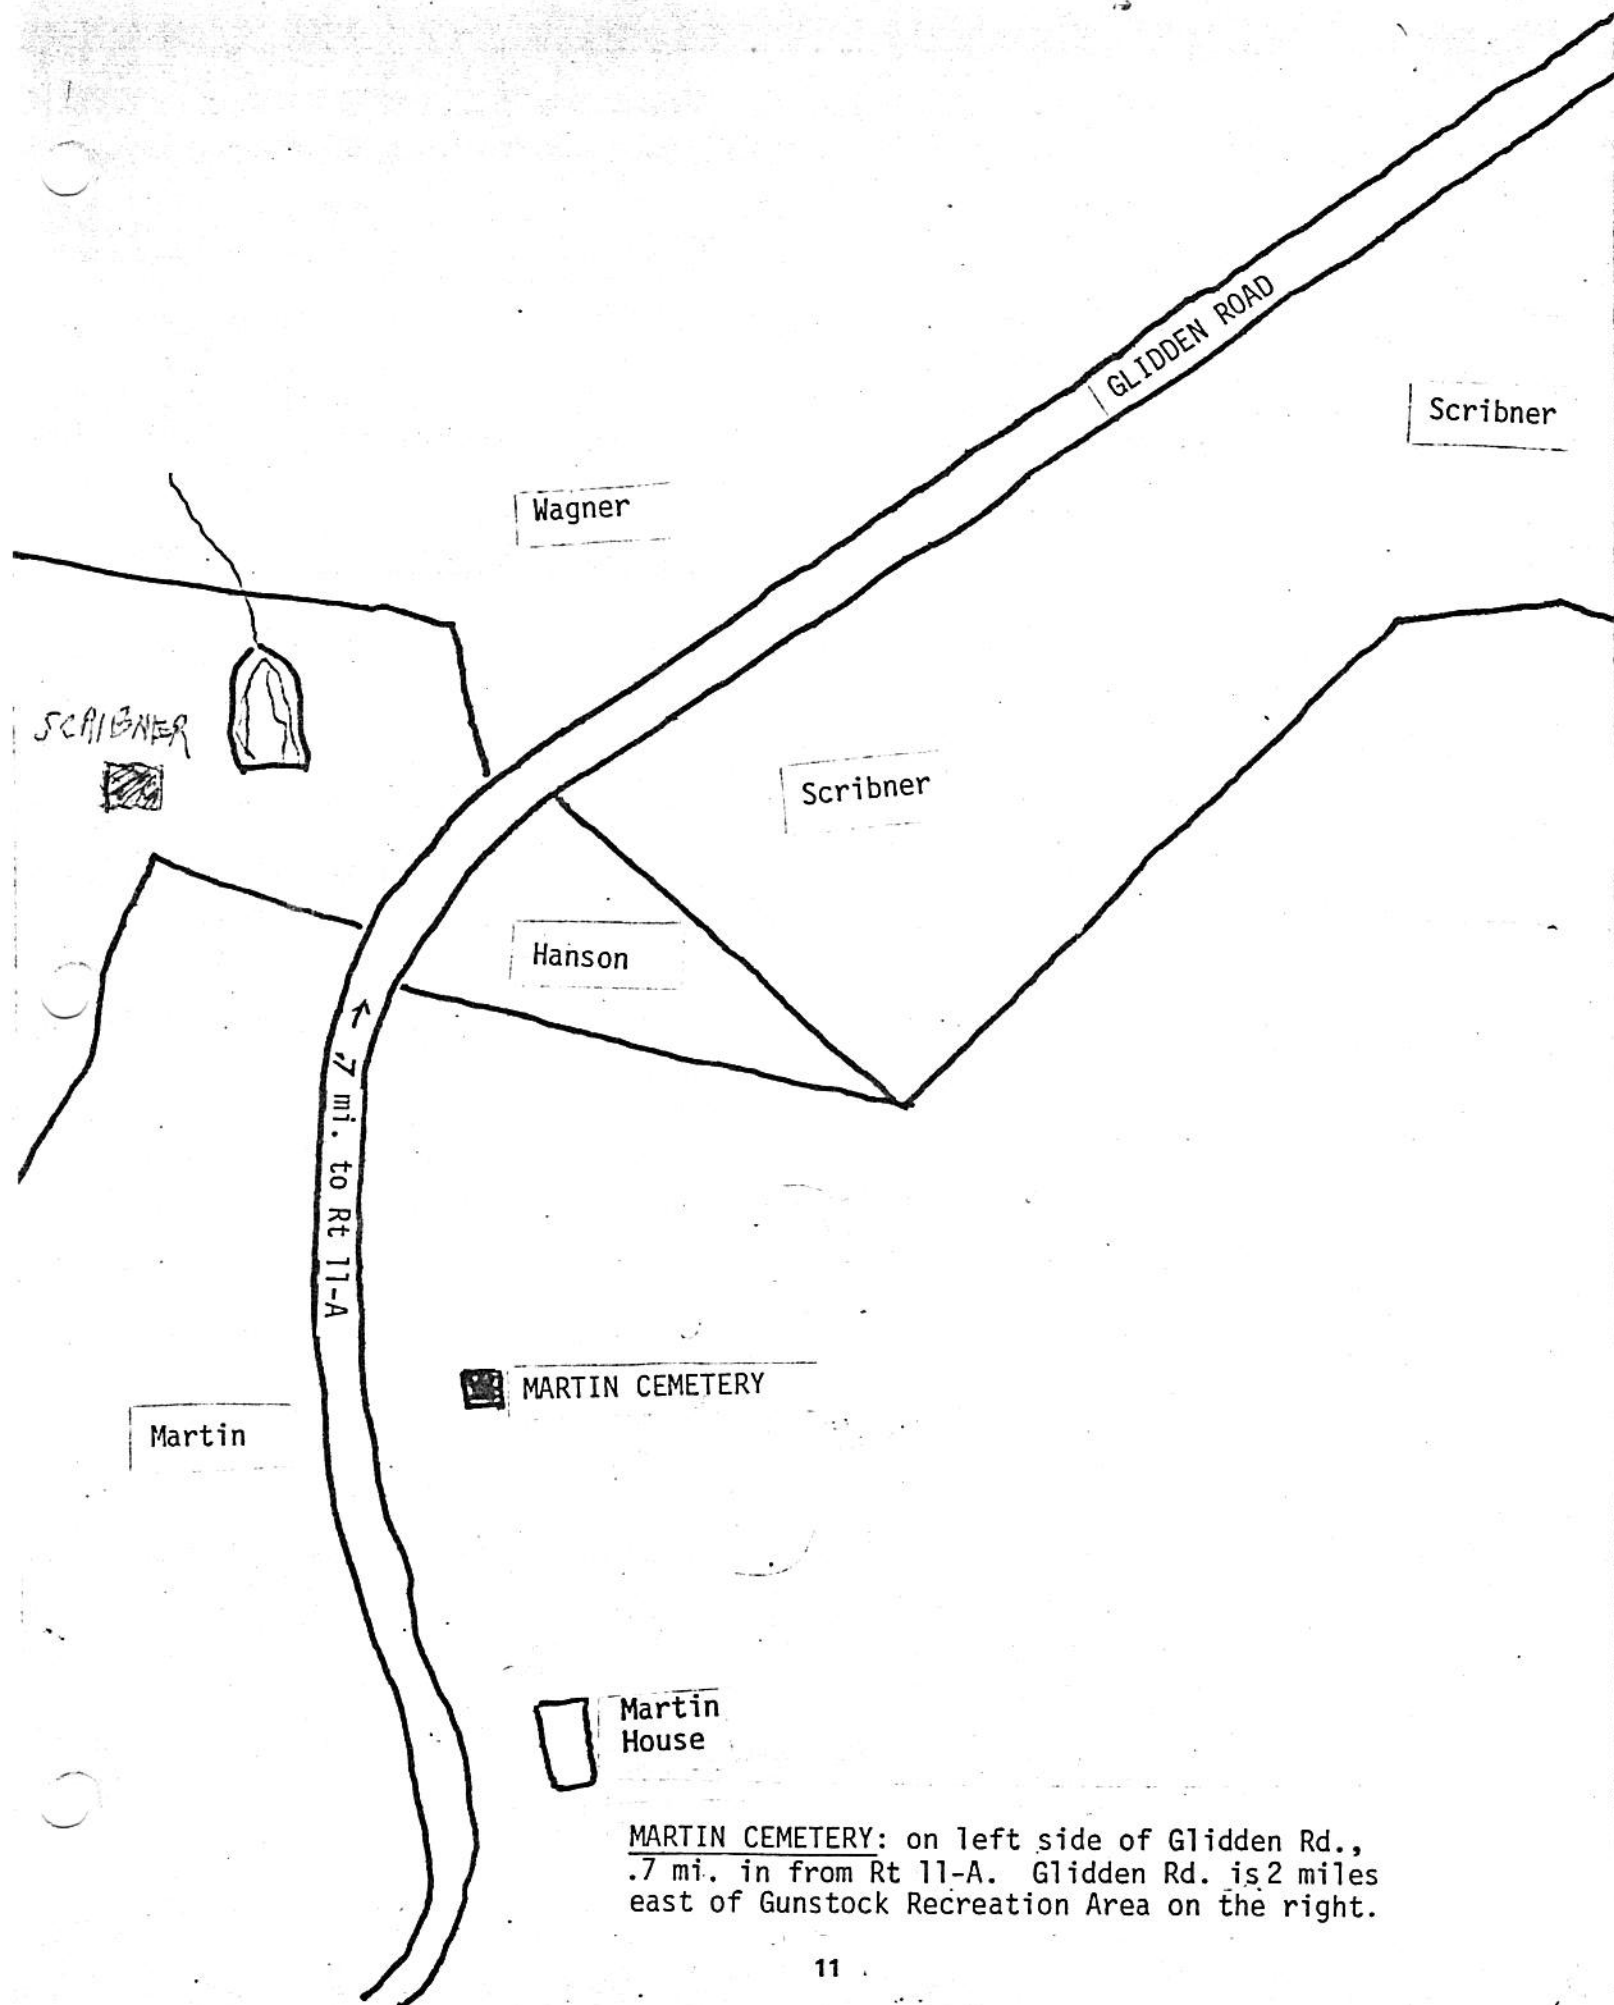 GLIDDEN ROAD
Scribner
Wagner
SCRIBNER
Scribner
Hanson
.7 mi. to Rt 11-A
MARTIN CEMETERY
Martin
Martin
House
MARTIN CEMETERY: on left side of Glidden Rd.,
.7 mi. in from Rt 11-A. Glidden Rd. is 2 miles
east of Gunstock Recreation Area on the right.
11